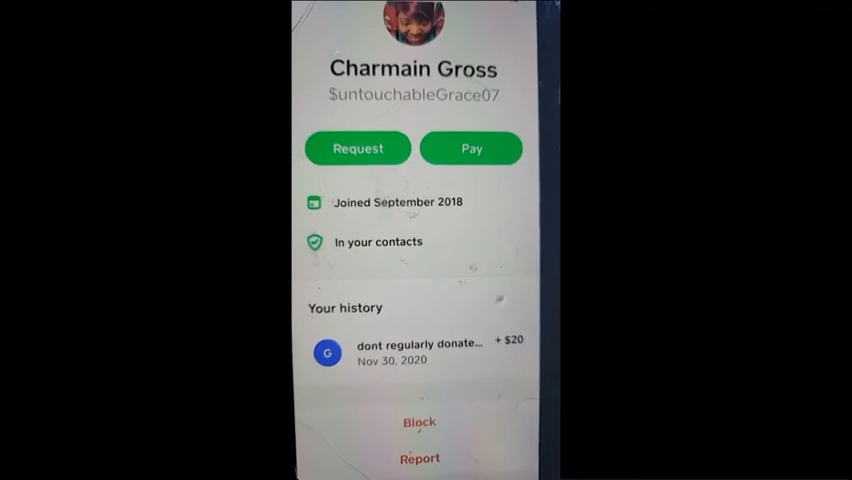 Charmain Gross
$untouchableGrace07
Request
Pay
Joined September 2018
In your contacts
Your history
G
dont regularly donate... + $20
Nov 30, 2020
Block
Report